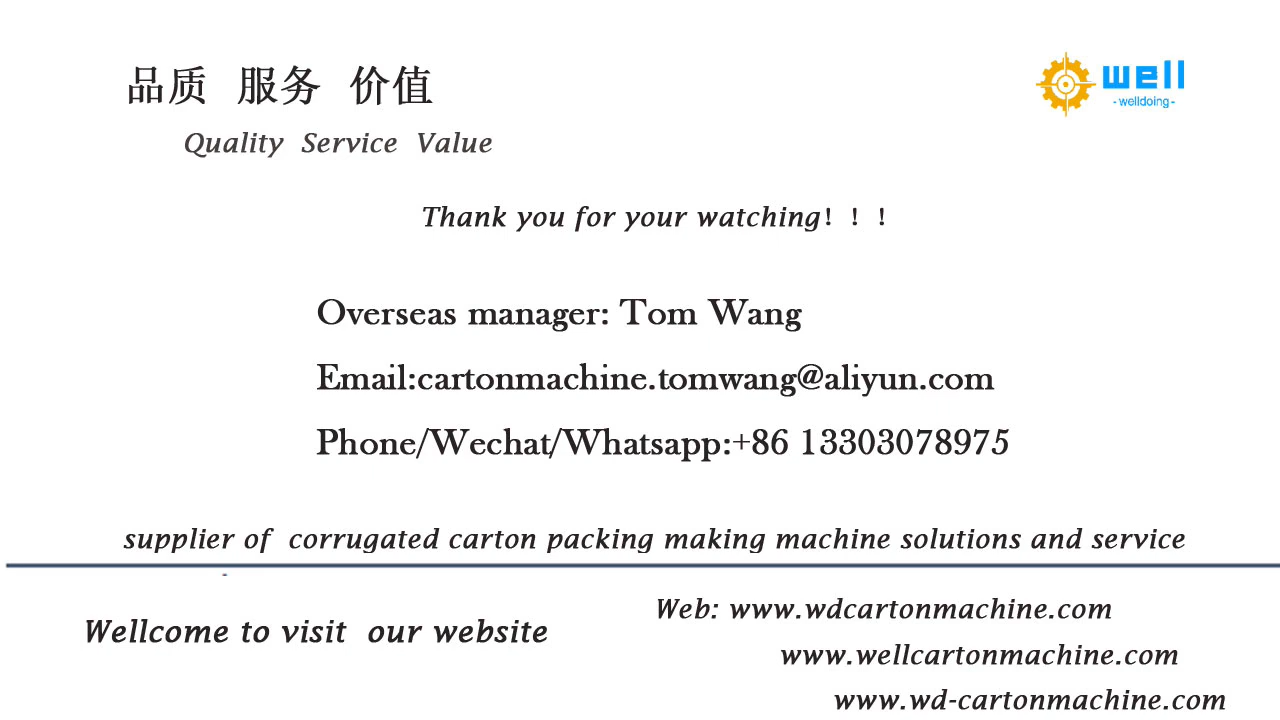 品质 服务 价值
well
-welldoing-
Quality Service Value
Thank you for your watching！！！
Overseas manager: Tom Wang
Email:cartonmachine.tomwang@aliyun.com
Phone/Wechat/Whatsapp:+86 13303078975
supplier of corrugated carton packing making machine solutions and service
Wellcome to visit our website
Web: www.wdcartonmachine.com
www.wellcartonmachine.com
www.wd-cartonmachine.com